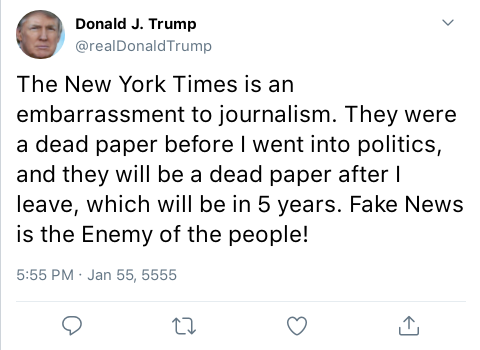 Donald J. Trump
@realDonaldTrump
The New York Times is an
embarrassment to journalism. They were
a dead paper before I went into politics,
and they will be a dead paper after I
leave, which will be in 5 years. Fake News
is the Enemy of the people!
5:55 PM · Jan 55, 5555